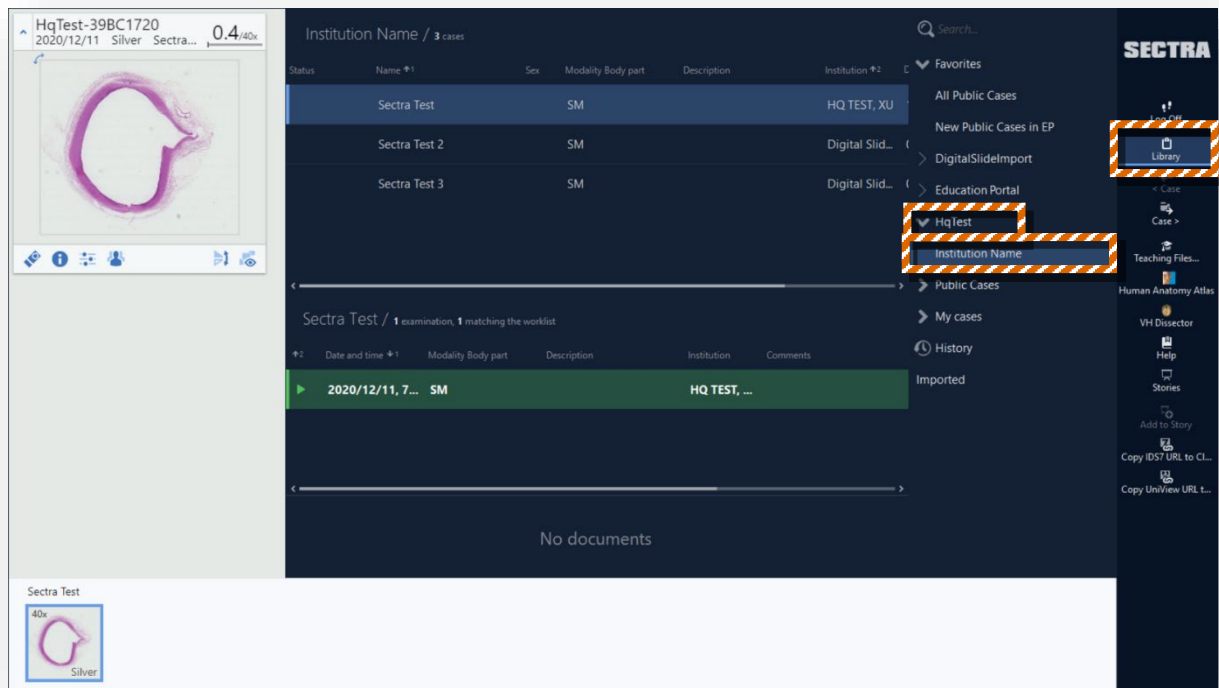 HqTest-39BC1720
2020/12/11 Silver Sectra...
0.4/40x
Institution Name / 3 cases
Status Name 1 Sex Modality Body part Description Institution 2
Sectra Test SM HQ TEST, XU
Sectra Test 2 SM Digital Slid...
Sectra Test 3 SM Digital Slid...
Sectra Test / 1 examination, 1 matching the worklist
2 Date and time 1 Modality Body part Description Institution Comments
2020/12/11, 7... SM HQ TEST, ...
No documents
Search...
Favorites
All Public Cases
New Public Cases in EP
DigitalSlideImport
Education Portal
HqTest
Institution Name
Public Cases
My cases
History
Imported
SECTRA
Log Off
Library
< Case
Case >
Teaching Files...
Human Anatomy Atlas
VH Dissector
Help
Stories
Add to Story
Copy IDS7 URL to Cl...
Copy UniView URL t...
Sectra Test
40x
Silver